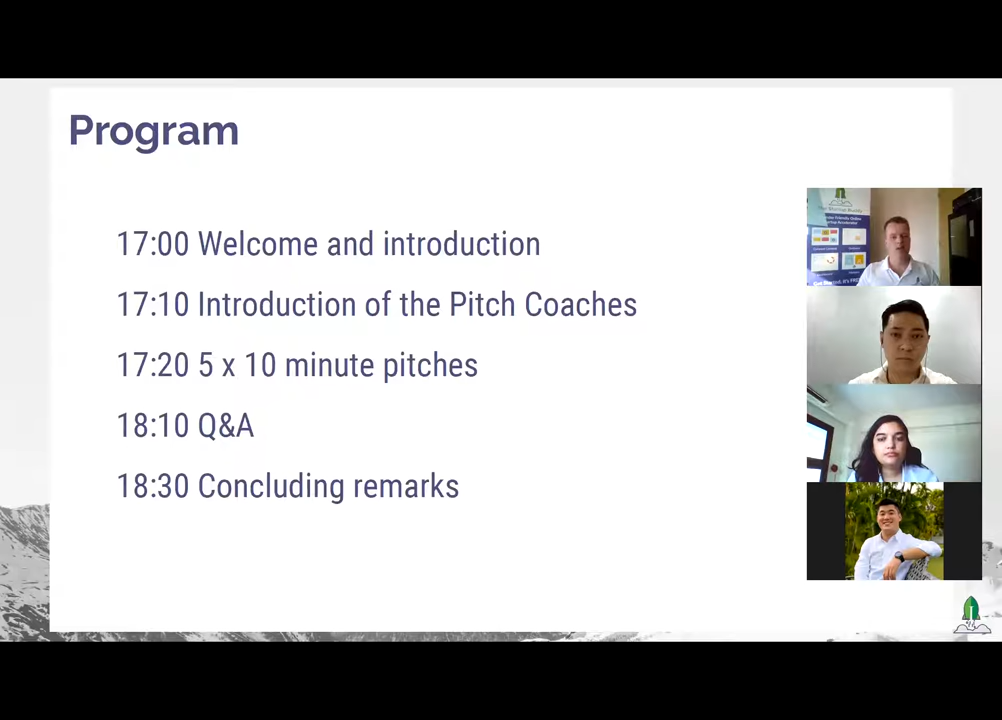 Program
17:00 Welcome and introduction
17:10 Introduction of the Pitch Coaches
17:20 5 x 10 minute pitches
18:10 Q&A
18:30 Concluding remarks